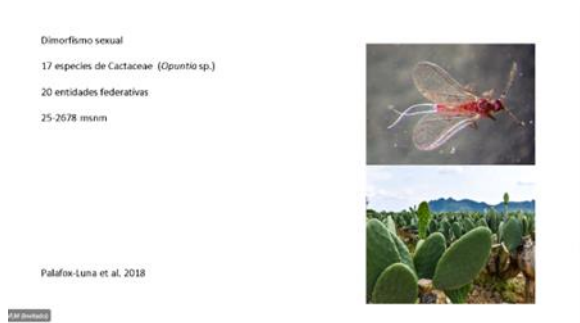 Dimorfismo sexual
17 especies de Cactaceae (Opuntia sp.)
20 entidades federativas
25-2678 msnm
Palafox-Luna et al. 2018
(Invitado)